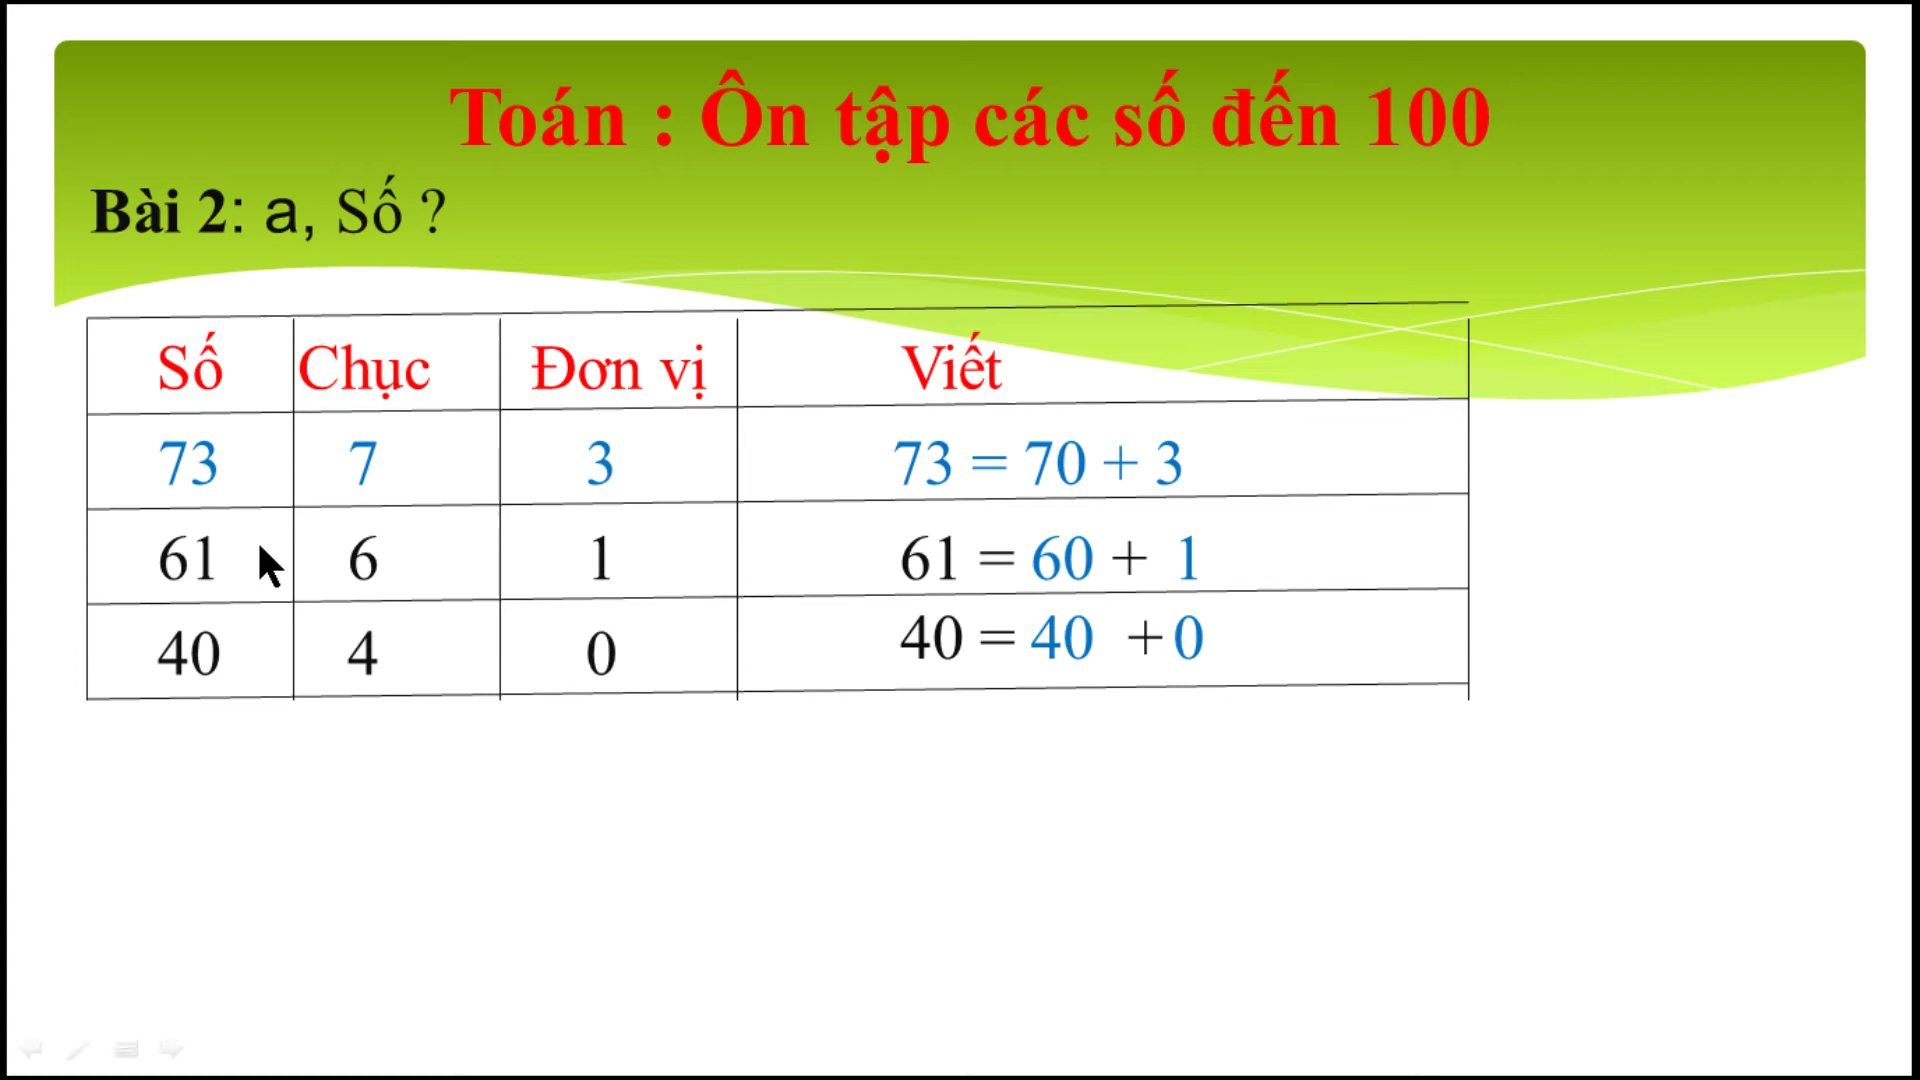 Toán : Ôn tập các số đến 100
Bài 2: a, Số ?
Số Chục Đơn vị Viết
73 7 3 73 = 70 + 3
61 6 1 61 = 60 + 1
40 4 0 40 = 40 + 0